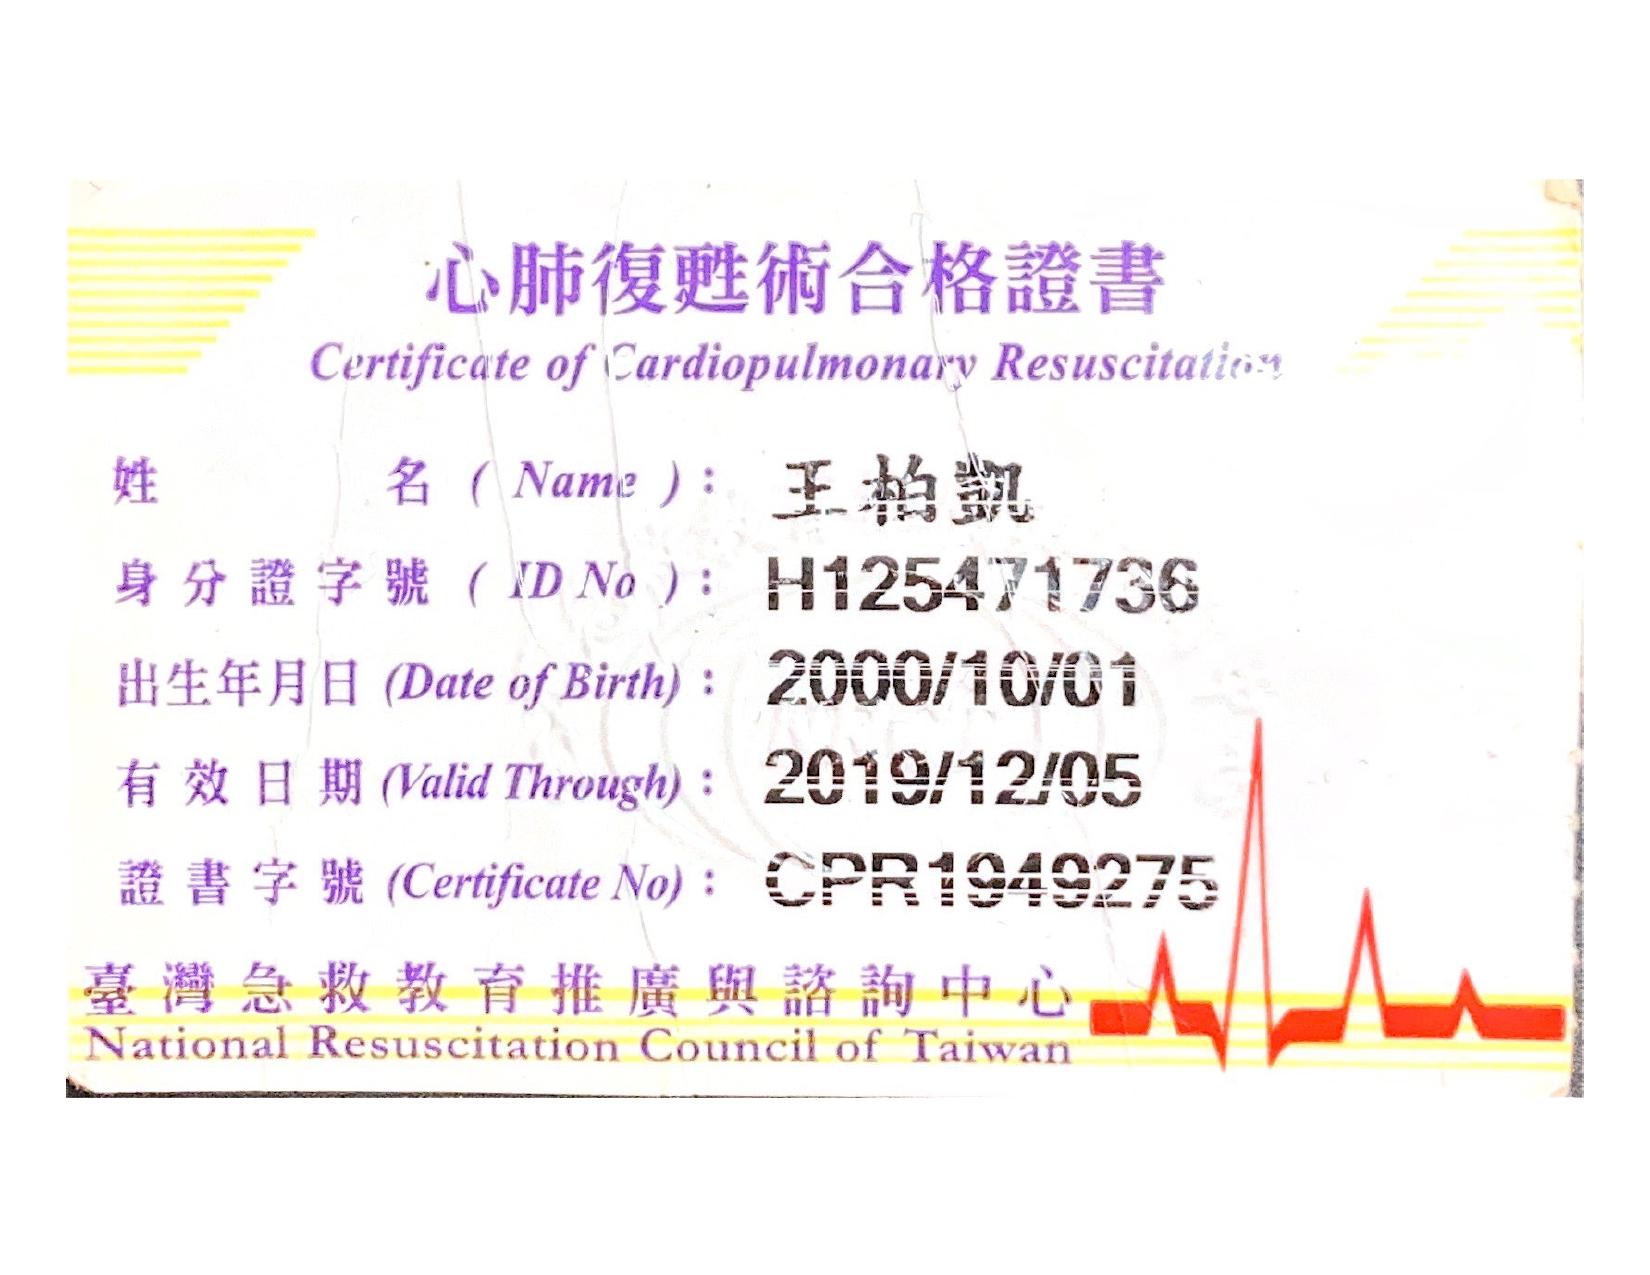 心肺復甦術合格證書
Certificate of Cardiopulmonary Resuscitation
姓名 ( Name ) : 王柏凱
身分證字號 ( ID No ) : H125471736
出生年月日 (Date of Birth) : 2000/10/01
有效日期 (Valid Through) : 2019/12/05
證書字號 (Certificate No) : CPR1949275
臺灣急救教育推廣與諮詢中心
National Resuscitation Council of Taiwan